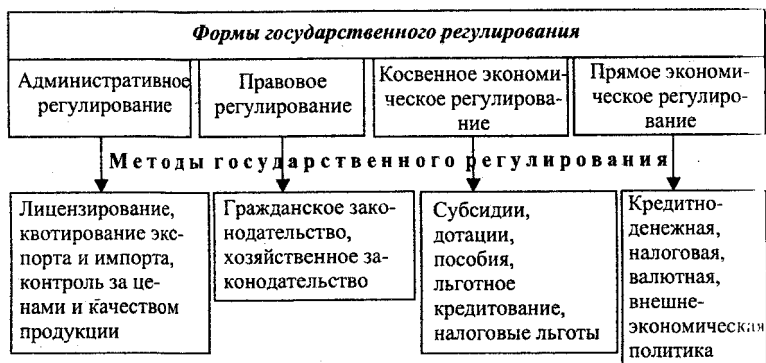 Формы государственного регулирования
Административное
регулирование
Правовое
регулирование
Косвенное экономи-
ческое регулирова-
ние
Прямое экономи-
ческое регулиро-
вание
Методы государственного регулирования
Лицензирование,
квотирование экс-
порта и импорта,
контроль за це-
нами и качеством
продукции
Гражданское зако-
нодательство,
хозяйственное за-
конодательство
Субсидии,
дотации,
пособия,
льготное
кредитование,
налоговые льготы
Кредитно-
денежная,
налоговая,
валютная,
внешне-
экономическая
политика